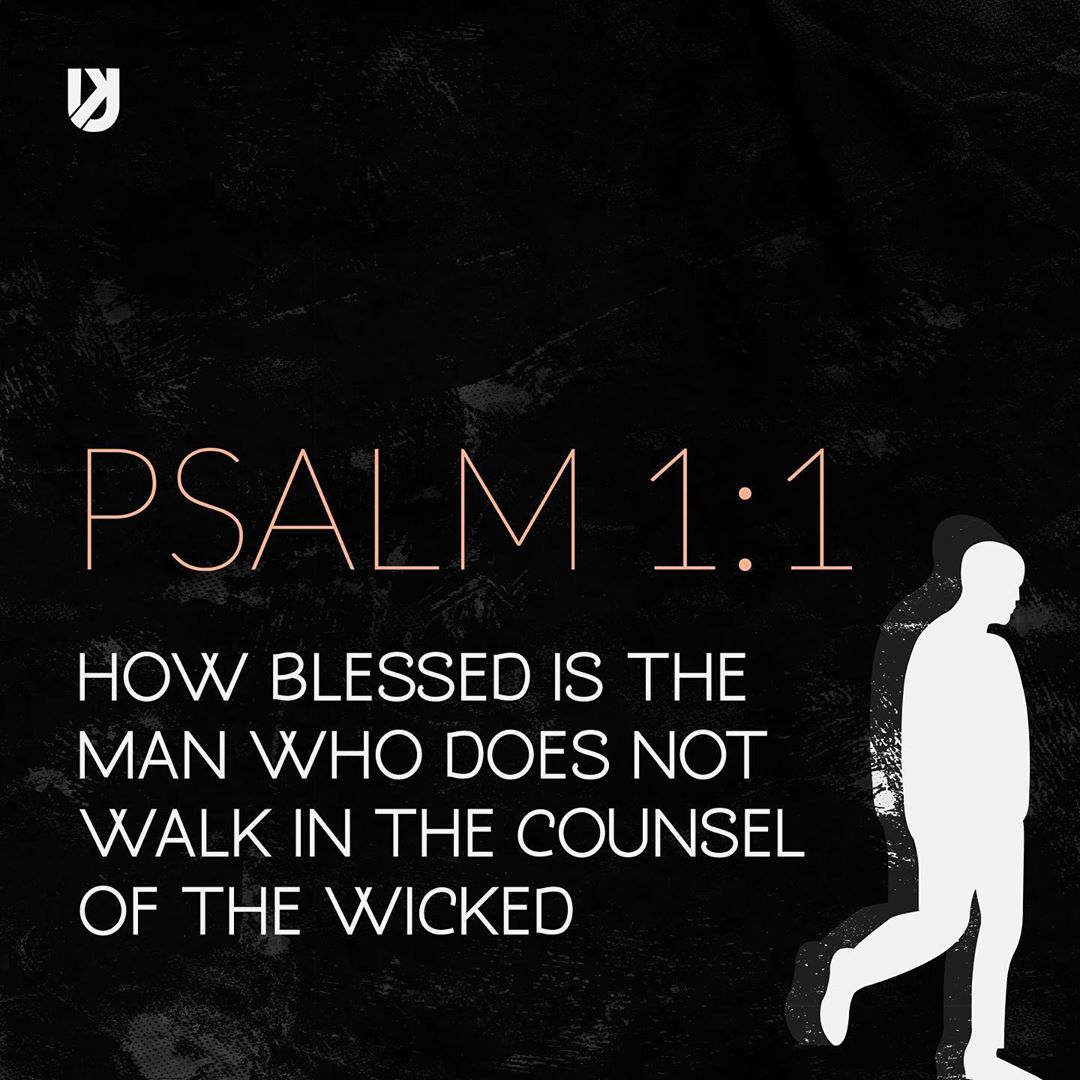 PSALM 1:1
HOW BLESSED IS THE
MAN WHO DOES NOT
WALK IN THE COUNSEL
OF THE WICKED